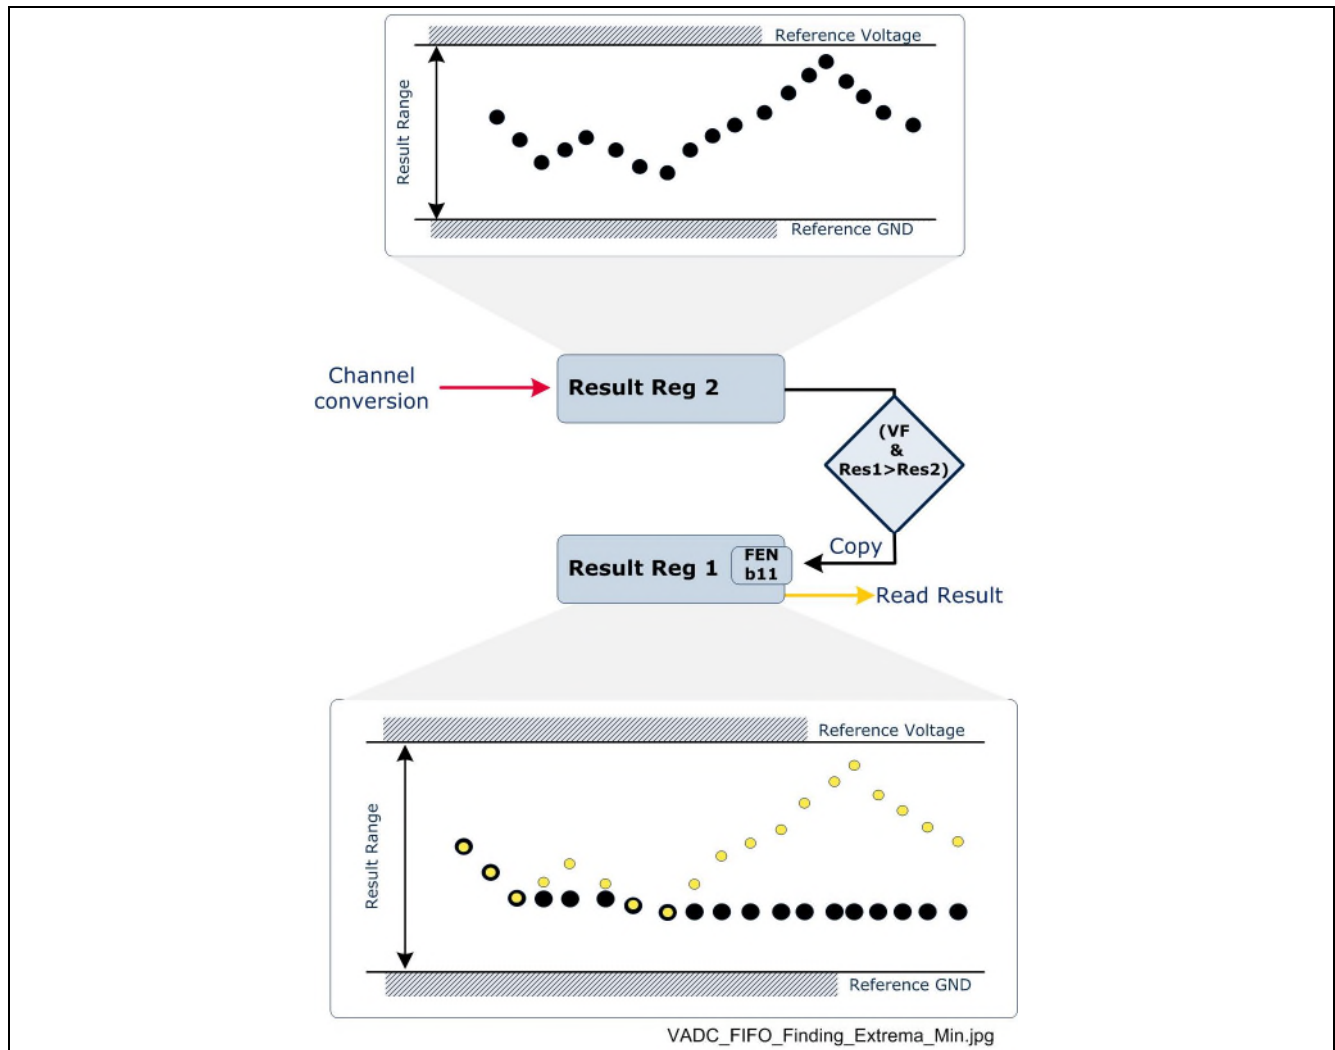 Reference Voltage
Result Range
Reference GND
Channel
conversion
Result Reg 2
(VF
&
Res1>Res2)
Copy
Result Reg 1
FEN
b11
Read Result
Reference Voltage
Result Range
Reference GND
VADC_FIFO_Finding_Extrema_Min.jpg